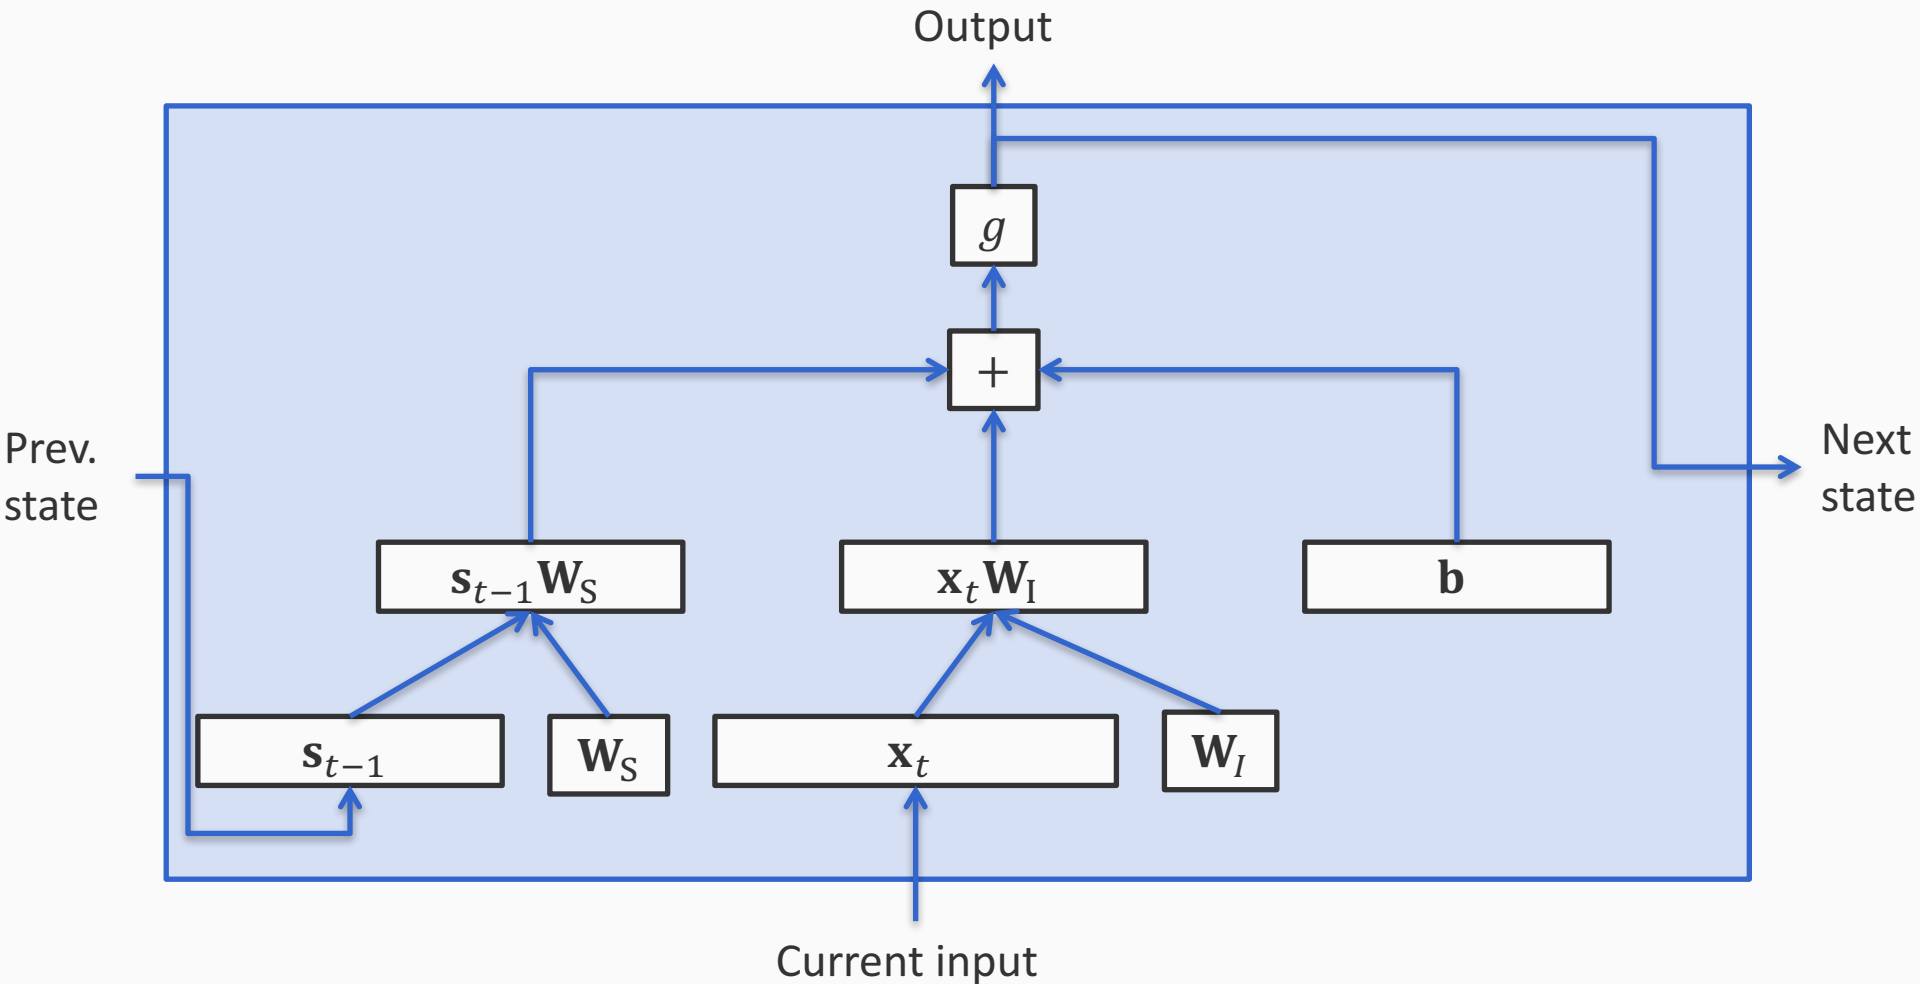 Output
g
+
Prev.
state
Next
state
s_{t−1}W_S
x_tW_I
b
s_{t−1}
W_S
x_t
W_I
Current input